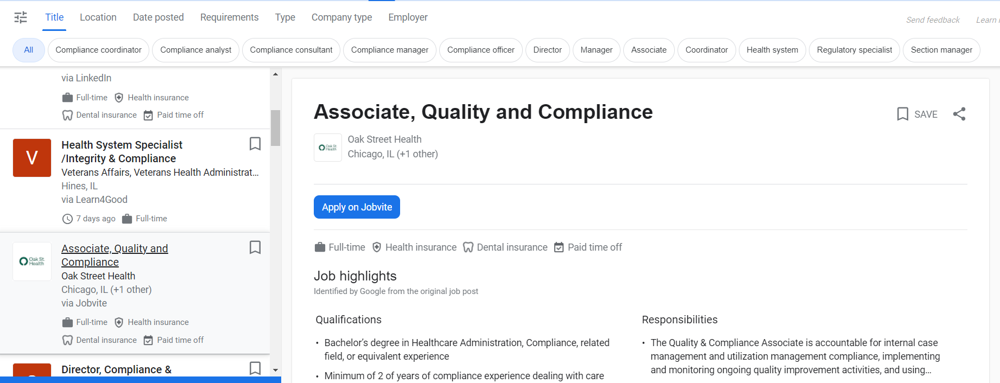 Title Location Date posted Requirements Type Company type Employer
Send feedback Learn
All Compliance coordinator Compliance analyst Compliance consultant Compliance manager Compliance officer Director Manager Associate Coordinator Health system Regulatory specialist Section manager
via LinkedIn
Full-time Health insurance
Dental insurance Paid time off
V
Health System Specialist
/Integrity & Compliance
Veterans Affairs, Veterans Health Administrat...
Hines, IL
via Learn4Good
7 days ago Full-time
Oak St.
Health
Associate, Quality and
Compliance
Oak Street Health
Chicago, IL (+1 other)
via Jobvite
Full-time Health insurance
Dental insurance Paid time off
Director, Compliance &
Associate, Quality and Compliance
SAVE
Oak St.
Health
Oak Street Health
Chicago, IL (+1 other)
Apply on Jobvite
Full-time Health insurance Dental insurance Paid time off
Job highlights
Identified by Google from the original job post
Qualifications
• Bachelor’s degree in Healthcare Administration, Compliance, related
field, or equivalent experience
• Minimum of 2 of years of compliance experience dealing with care
Responsibilities
• The Quality & Compliance Associate is accountable for internal case
management and utilization management compliance, implementing
and monitoring ongoing quality improvement activities, and using...